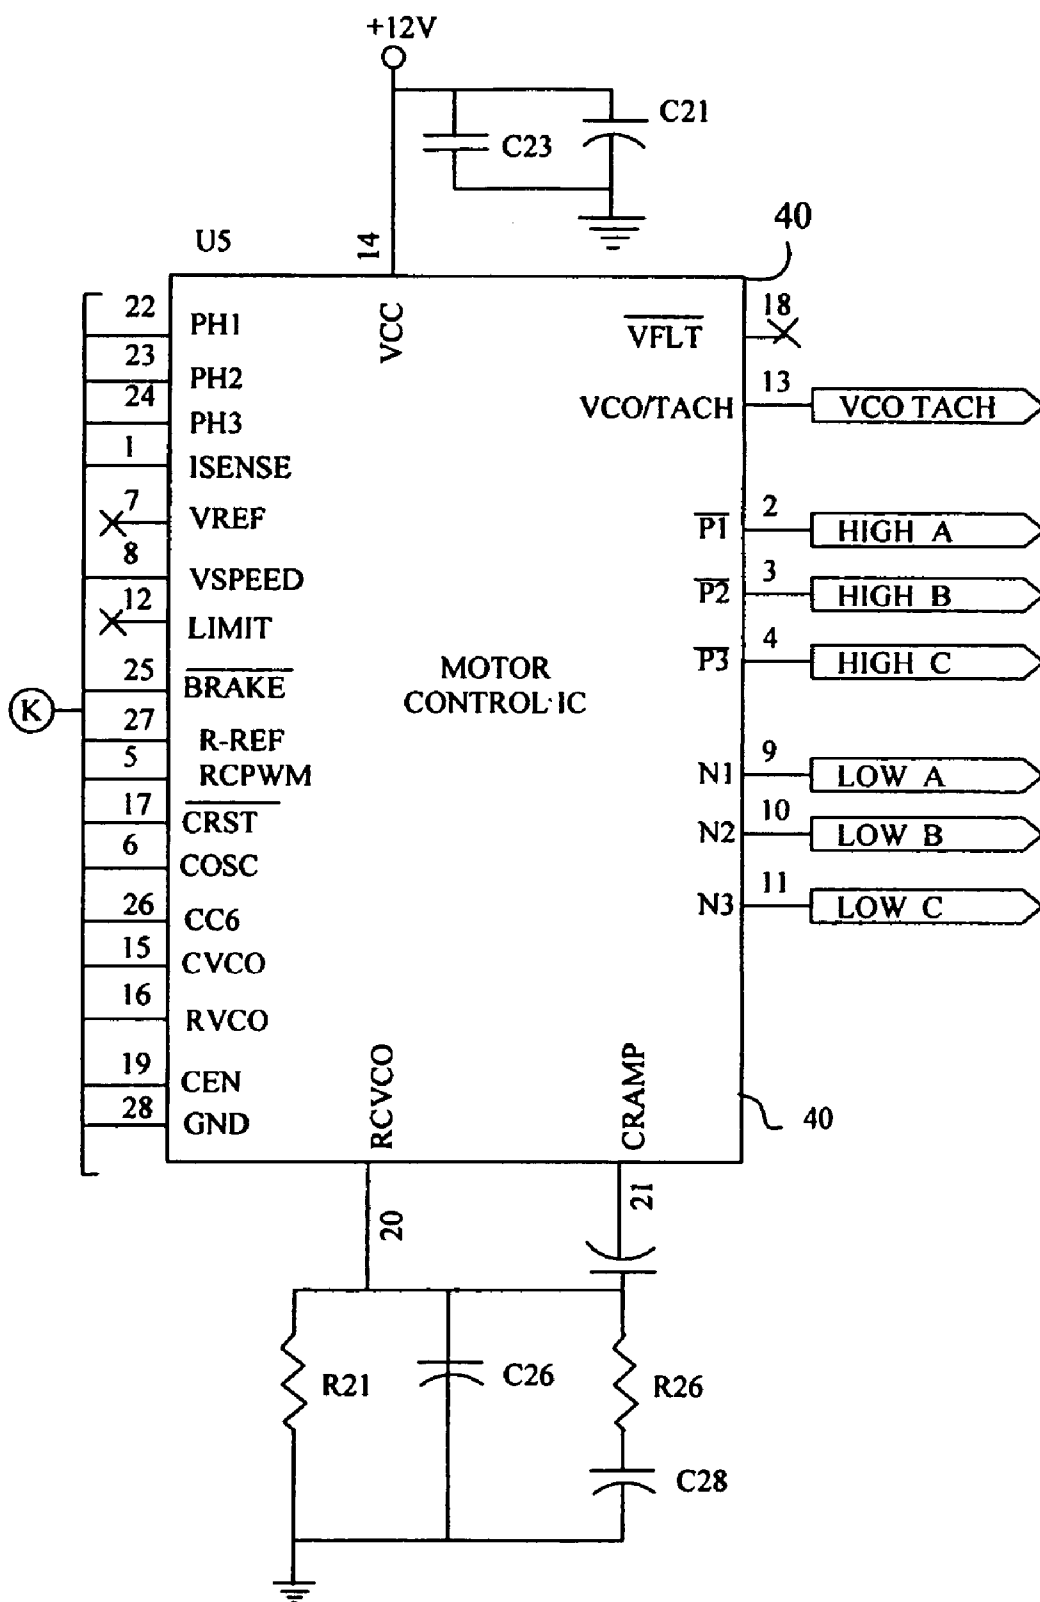 +12V
C21
C23
40
U5
14
22
PH1
VCC
VFLT
18
23
PH2
24
PH3
VCO/TACH
13
VCO TACH
1
ISENSE
7
VREF
P1
2
HIGH A
8
VSPEED
P2
3
HIGH B
12
LIMIT
P3
4
HIGH C
25
BRAKE
MOTOR
CONTROL IC
K
27
R-REF
5
RCPWM
N1
9
LOW A
17
CRST
N2
10
LOW B
6
COSC
26
CC6
N3
11
LOW C
15
CVCO
16
RVCO
19
CEN
28
GND
RCVCO
CRAMP
40
20
21
R21
C26
R26
C28